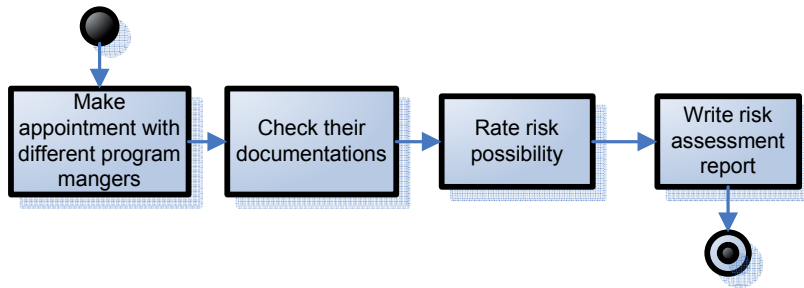 Make
appointment with
different program
mangers
Check their
documentations
Rate risk
possibility
Write risk
assessment
report